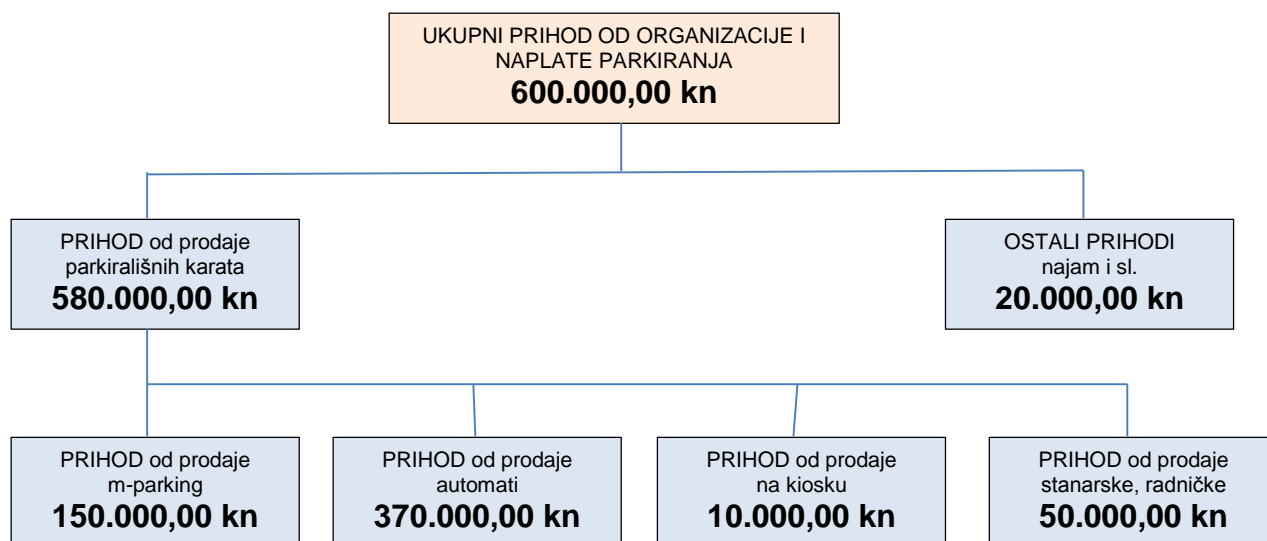 UKUPNI PRIHOD OD ORGANIZACIJE I
NAPLATE PARKIRANJA
600.000,00 kn
PRIHOD od prodaje
parkirališnih karata
580.000,00 kn
OSTALI PRIHODI
najam i sl.
20.000,00 kn
PRIHOD od prodaje
m-parking
150.000,00 kn
PRIHOD od prodaje
automati
370.000,00 kn
PRIHOD od prodaje
na kiosku
10.000,00 kn
PRIHOD od prodaje
stanarske, radničke
50.000,00 kn